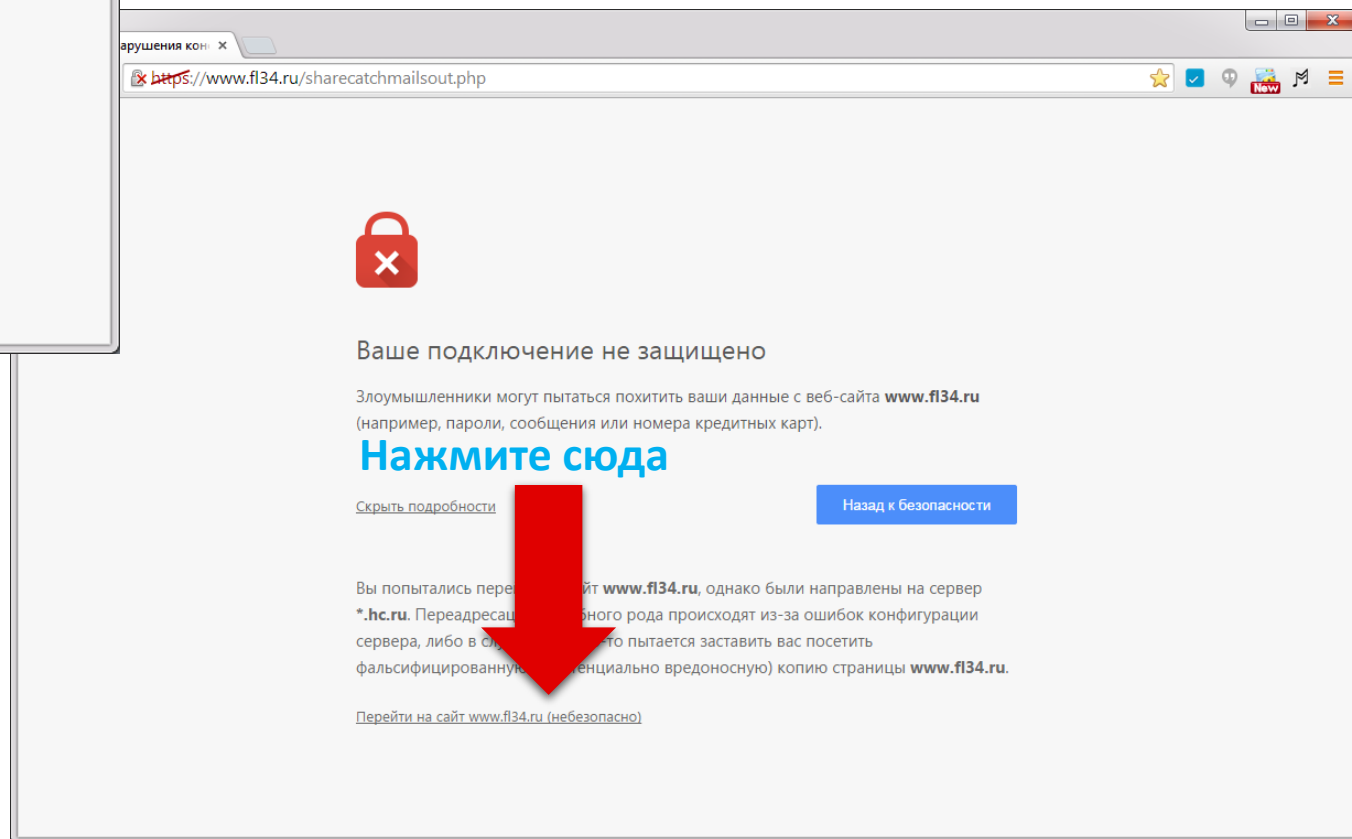 арушения кон
https://www.fl34.ru/sharecatchmailsout.php
New
Ваше подключение не защищено
Злоумышленники могут пытаться похитить ваши данные с веб-сайта www.fl34.ru
(например, пароли, сообщения или номера кредитных карт).
Нажмите сюда
Скрыть подробности
Назад к безопасности
Вы попытались пере йт www.fl34.ru, однако были направлены на сервер
*.hc.ru. Переадресац бного рода происходят из-за ошибок конфигурации
сервера, либо в сл то пытается заставить вас посетить
фальсифицированную енциально вредоносную) копию страницы www.fl34.ru.
Перейти на сайт www.fl34.ru (небезопасно)